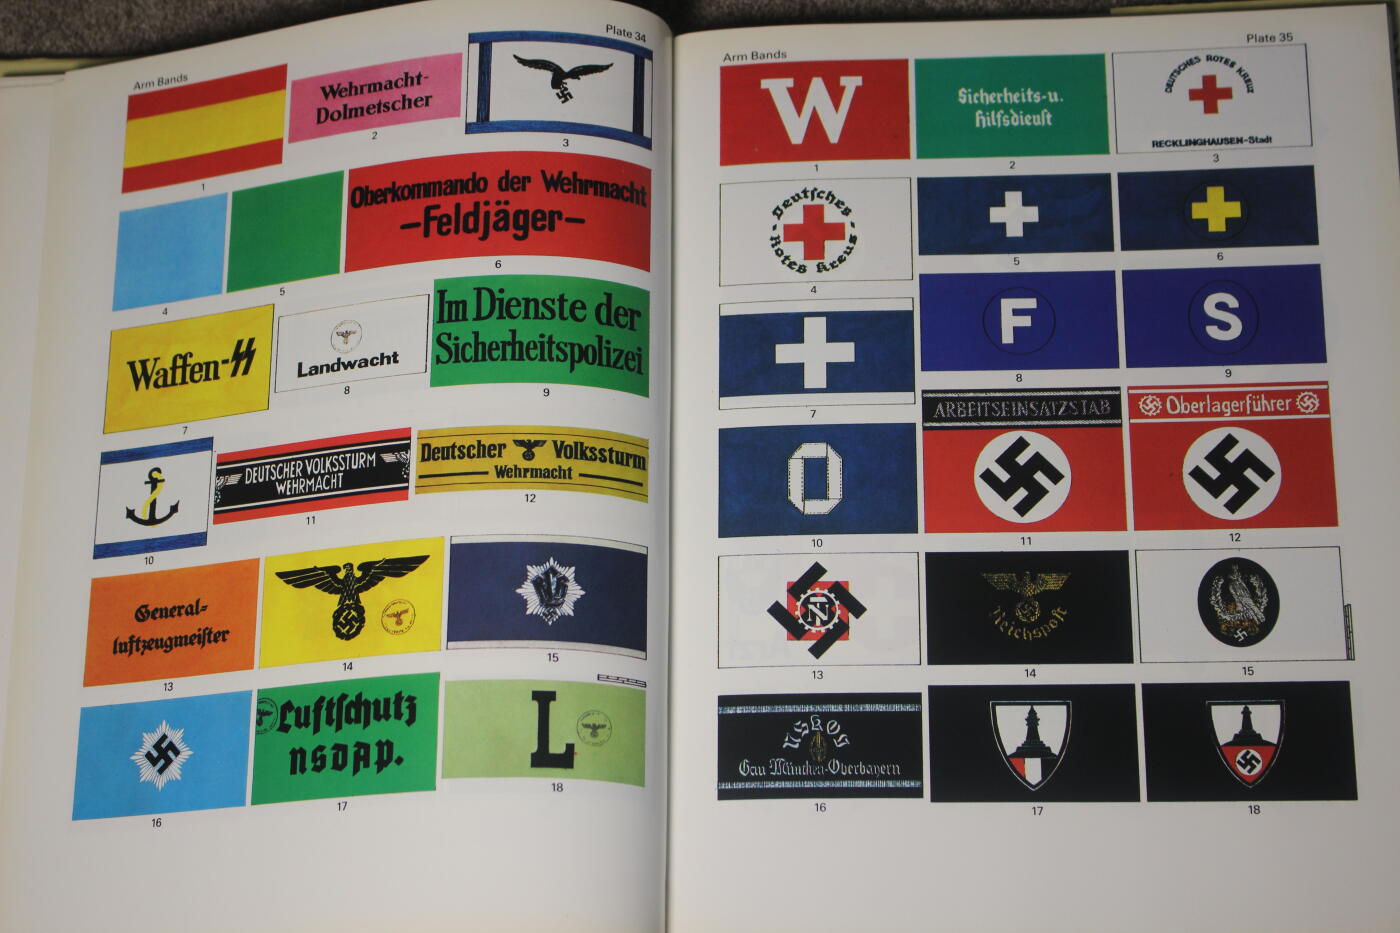 Arm Bands
Plate 34
1
Wehrmacht-
Dolmetscher
2
3
4
5
Oberkommando der Wehrmacht
-Feldjäger-
6
Waffen-SS
7
Landwacht
8
Im Dienste der
Sicherheitspolizei
9
10
DEUTSCHER VOLKSSTURM
WEHRMACHT
11
Deutscher Volkssturm
Wehrmacht
12
General-
luftzeugmeister
13
14
15
16
Luftschutz
NSDAP.
17
L
18
Arm Bands
Plate 35
W
1
Sicherheits-u.
Hilfsdienst
2
DEUTSCHES ROTES KREUZ
RECKLINGHAUSEN-Stadt
3
Deutsches
Rotes Kreuz
4
5
6
7
F
8
S
9
O
10
ARBEITSEINSATZSTAB
11
Oberlagerführer
12
TN
13
Reichspost
14
15
NSKOV
Gau München-Oberbayern
16
17
18